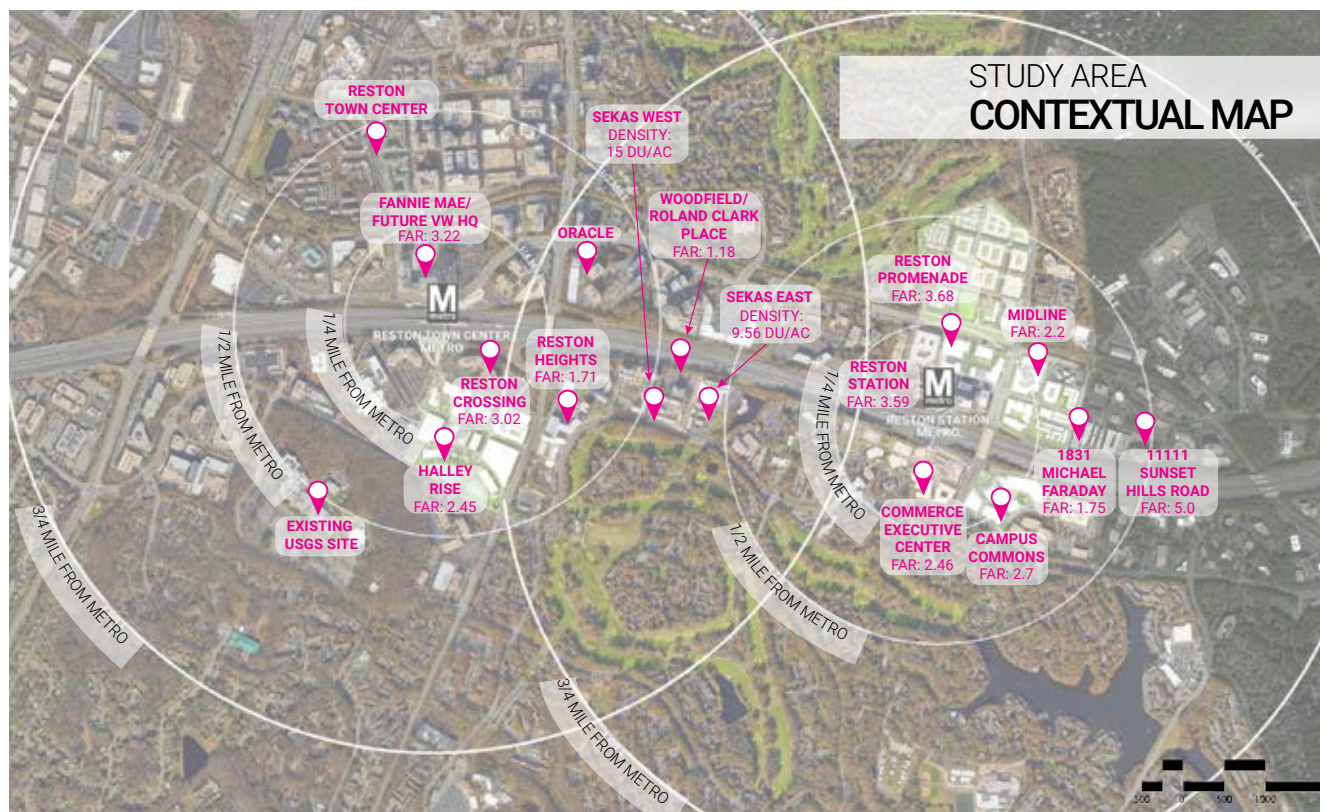 STUDY AREA
CONTEXTUAL MAP
RESTON
TOWN CENTER
SEKAS WEST
DENSITY:
15 DU/AC
FANNIE MAE/
FUTURE VW HQ
FAR: 3.22
ORACLE
WOODFIELD/
ROLAND CLARK
PLACE
FAR: 1.18
RESTON
PROMENADE
FAR: 3.68
SEKAS EAST
DENSITY:
9.56 DU/AC
MIDLINE
FAR: 2.2
M
metro
RESTON TOWN CENTER
METRO
RESTON
HEIGHTS
FAR: 1.71
RESTON
CROSSING
FAR: 3.02
RESTON
STATION
FAR: 3.59
M
metro
RESTON STATION
METRO
HALLEY
RISE
FAR: 2.45
EXISTING
USGS SITE
COMMERCE
EXECUTIVE
CENTER
FAR: 2.46
CAMPUS
COMMONS
FAR: 2.7
1831
MICHAEL
FARADAY
FAR: 1.75
11111
SUNSET
HILLS ROAD
FAR: 5.0
1/4 MILE FROM METRO
1/2 MILE FROM METRO
3/4 MILE FROM METRO
1/4 MILE FROM METRO
1/2 MILE FROM METRO
3/4 MILE FROM METRO
500 0 500 1000